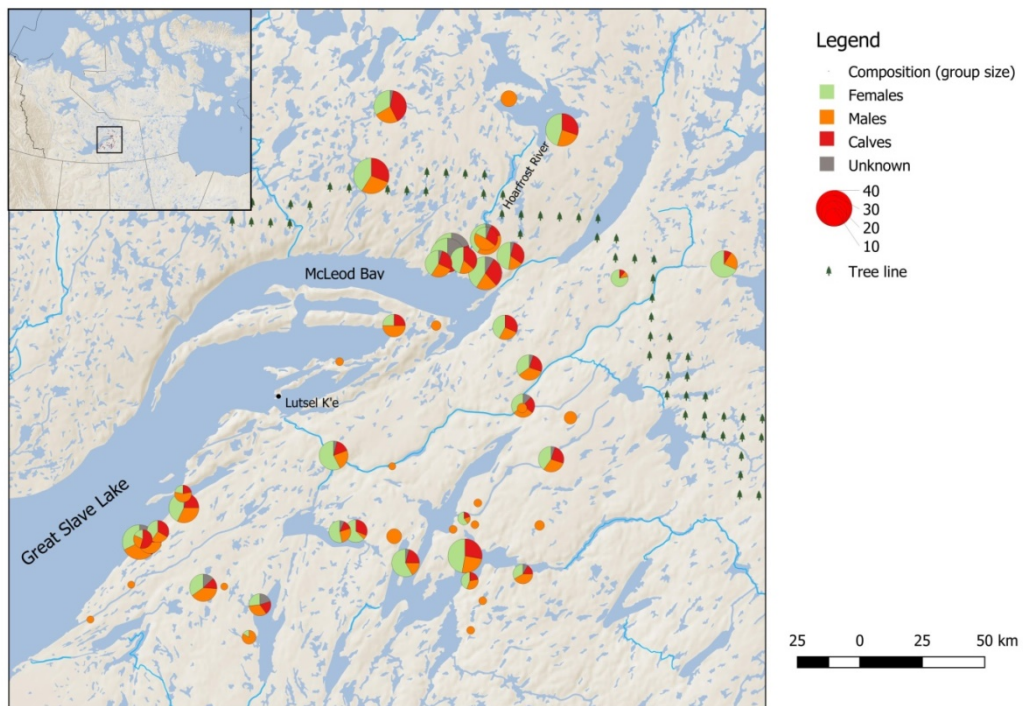 Hoarfrost River
McLeod Bay
Lutsel K'e
Great Slave Lake
Legend
Composition (group size)
Females
Males
Calves
Unknown
40
30
20
10
Tree line
25 0 25 50 km